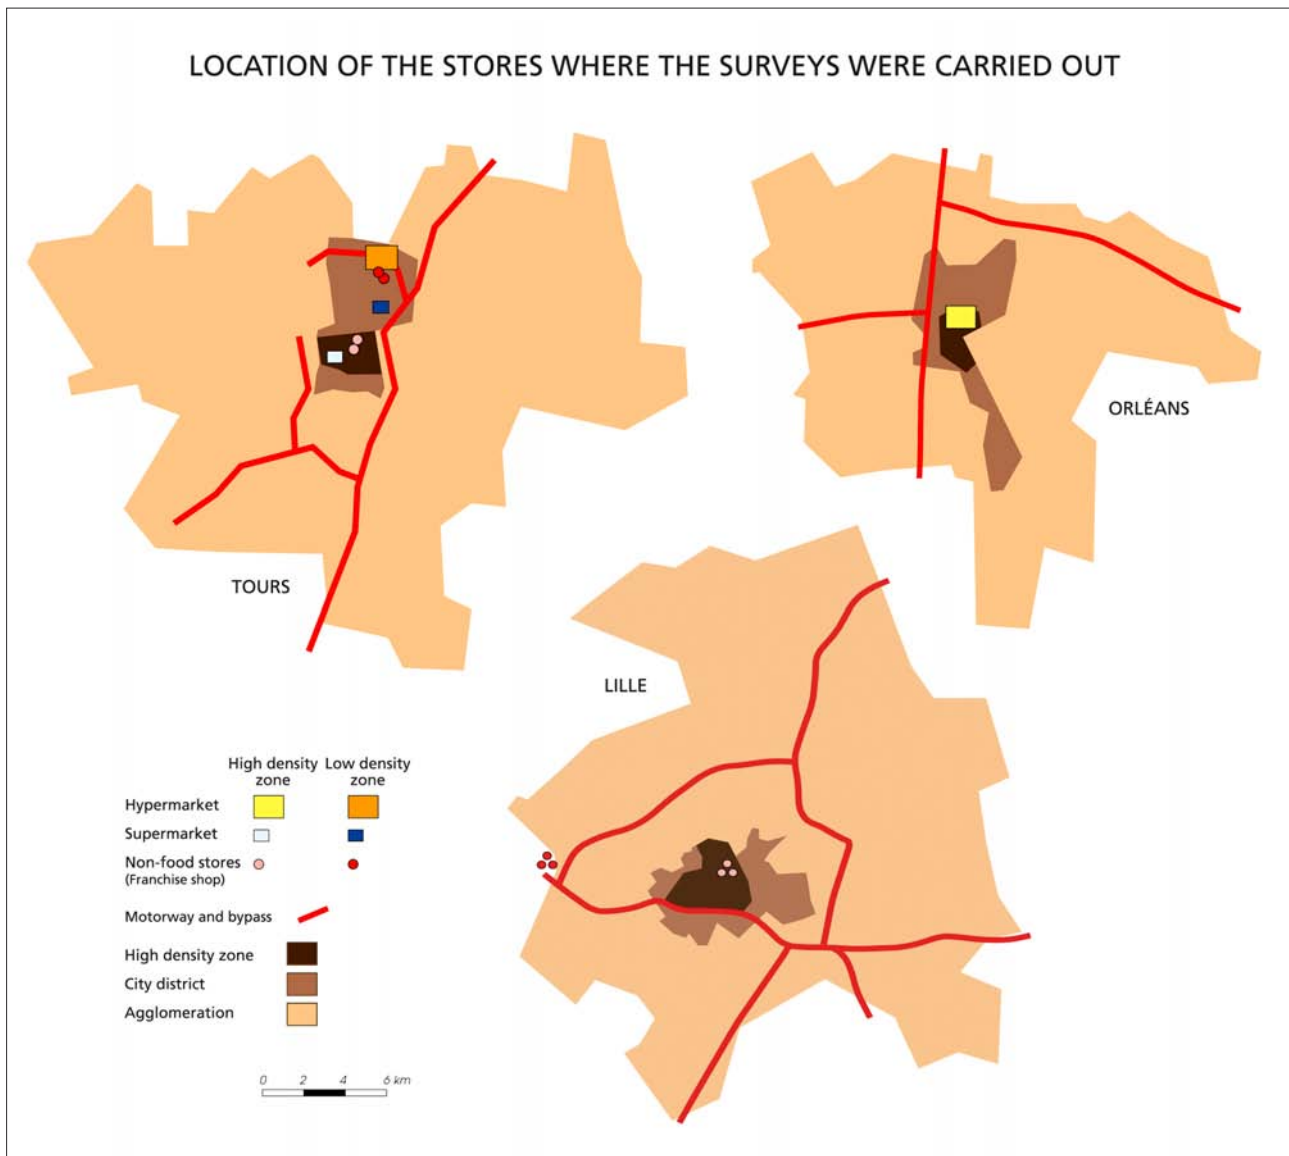 LOCATION OF THE STORES WHERE THE SURVEYS WERE CARRIED OUT
ORLÉANS
TOURS
LILLE
High density zone
Low density zone
Hypermarket
Supermarket
Non-food stores
(Franchise shop)
Motorway and bypass
High density zone
City district
Agglomeration
0 2 4 6 km